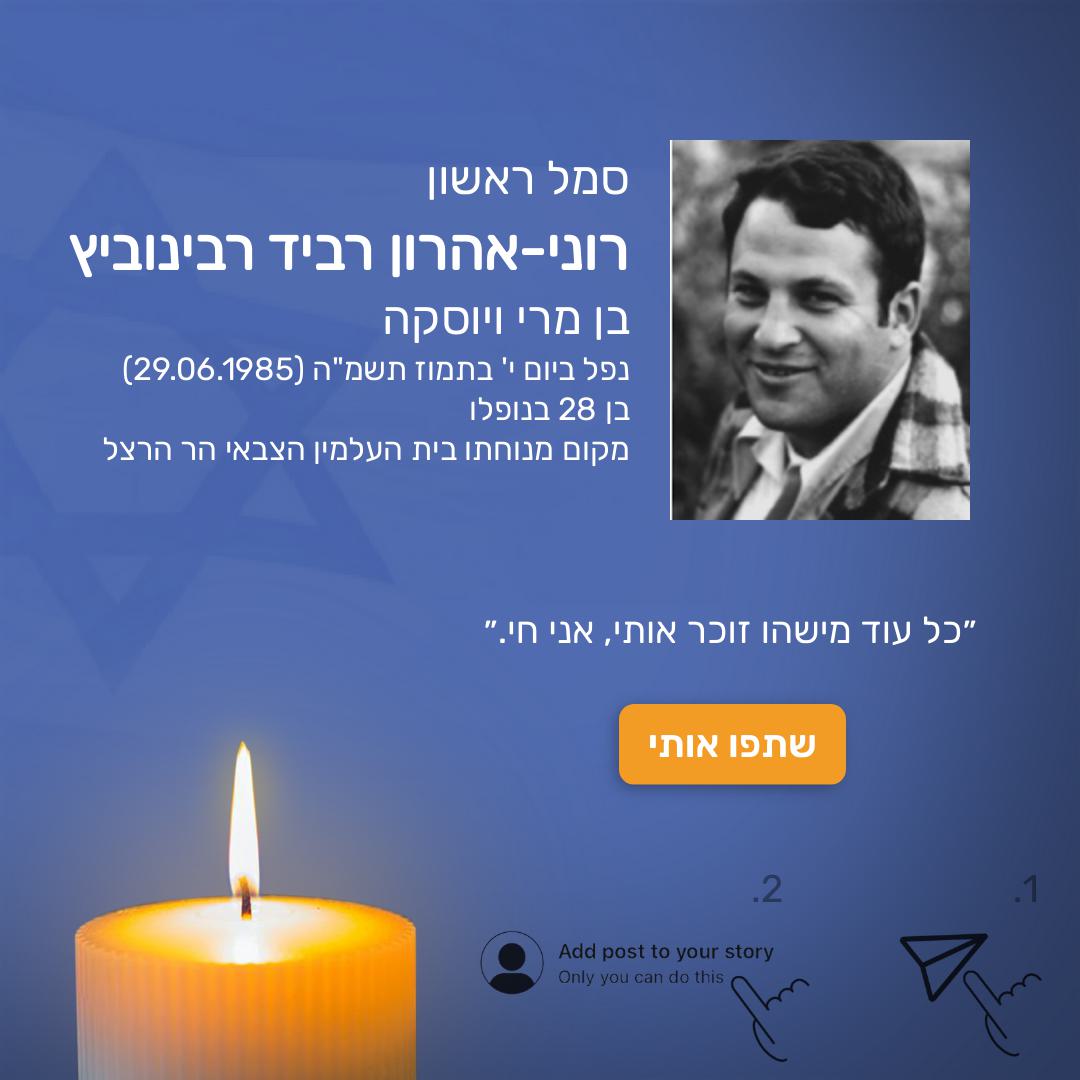 סמל ראשון
רוני-אהרון רביד רבינוביץ
בן מרי ויוסקה
נפל ביום י' בתמוז תשמ"ה (29.06.1985)
בן 28 בנופלו
מקום מנוחתו בית העלמין הצבאי הר הרצל
״כל עוד מישהו זוכר אותי, אני חי.״
שתפו אותי
.1
.2
Add post to your story
Only you can do this